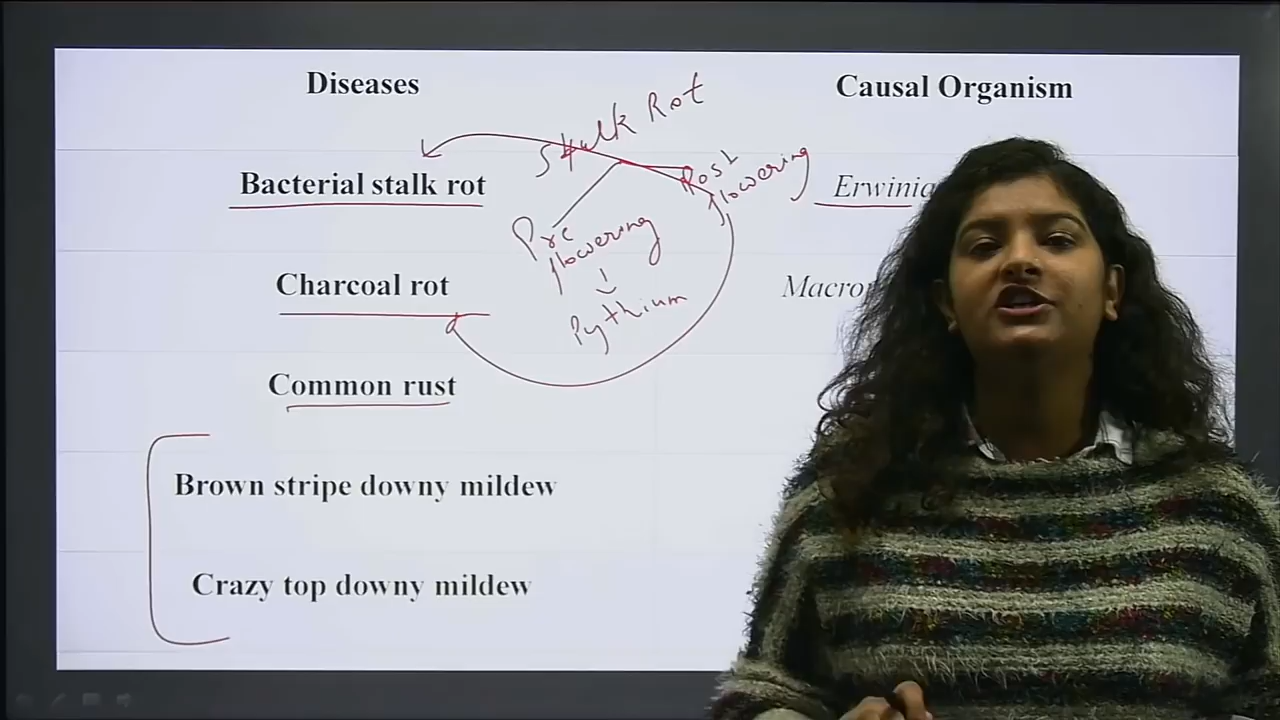 Diseases
Causal Organism
Stalk Rot
Bacterial stalk rot
Post
flowering
Erwinia
Pre
flowering
Charcoal rot
Macro
Pythium
Common rust
Brown stripe downy mildew
Crazy top downy mildew